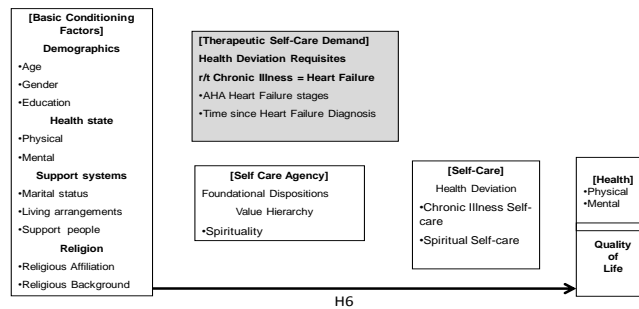 [Basic Conditioning
Factors]
Demographics
•Age
•Gender
•Education
Health state
•Physical
•Mental
Support systems
•Marital status
•Living arrangements
•Support people
Religion
•Religious Affiliation
•Religious Background
[Therapeutic Self-Care Demand]
Health Deviation Requisites
r/t Chronic Illness = Heart Failure
•AHA Heart Failure stages
•Time since Heart Failure Diagnosis
[Self Care Agency]
Foundational Dispositions
Value Hierarchy
•Spirituality
[Self-Care]
Health Deviation
•Chronic Illness Self-
care
•Spiritual Self-care
[Health]
•Physical
•Mental
Quality
of
Life
H6